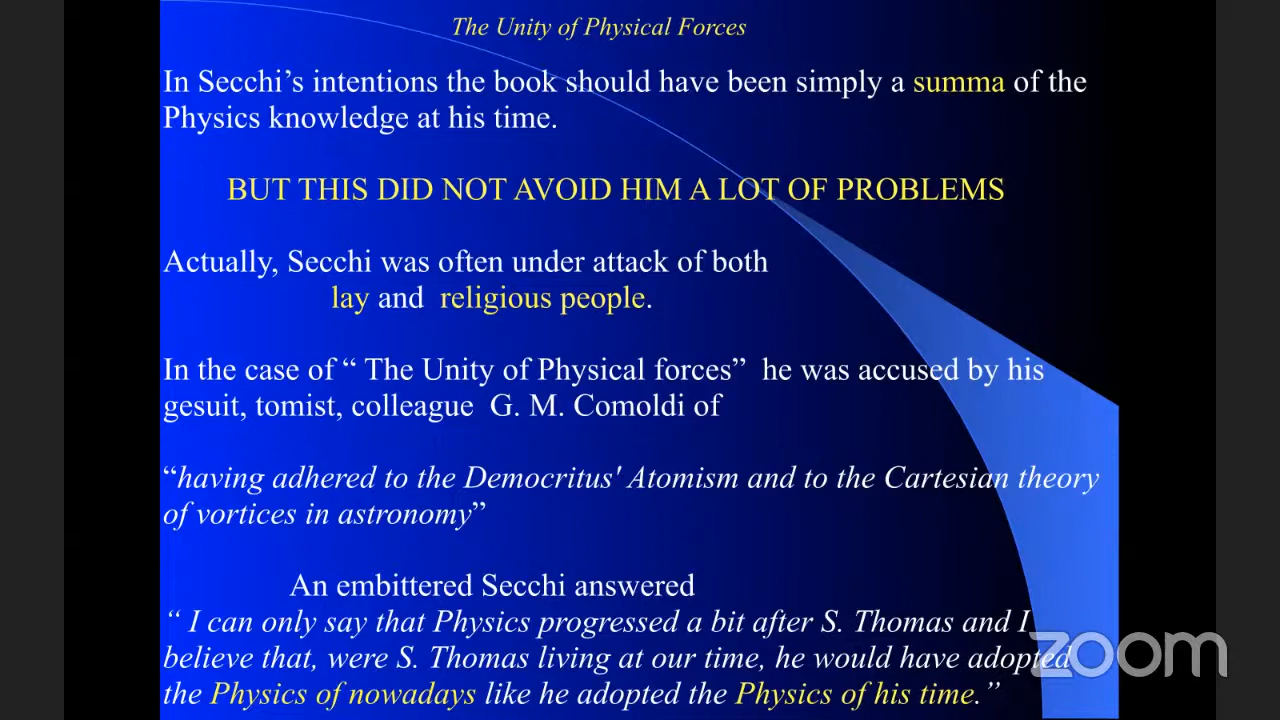 The Unity of Physical Forces
In Secchi’s intentions the book should have been simply a summa of the
Physics knowledge at his time.
BUT THIS DID NOT AVOID HIM A LOT OF PROBLEMS
Actually, Secchi was often under attack of both
lay and religious people.
In the case of “ The Unity of Physical forces” he was accused by his
gesuit, tomist, colleague G. M. Comoldi of
“having adhered to the Democritus' Atomism and to the Cartesian theory
of vortices in astronomy”
An embittered Secchi answered
“ I can only say that Physics progressed a bit after S. Thomas and I
believe that, were S. Thomas living at our time, he would have adopted
the Physics of nowadays like he adopted the Physics of his time.”
zoom